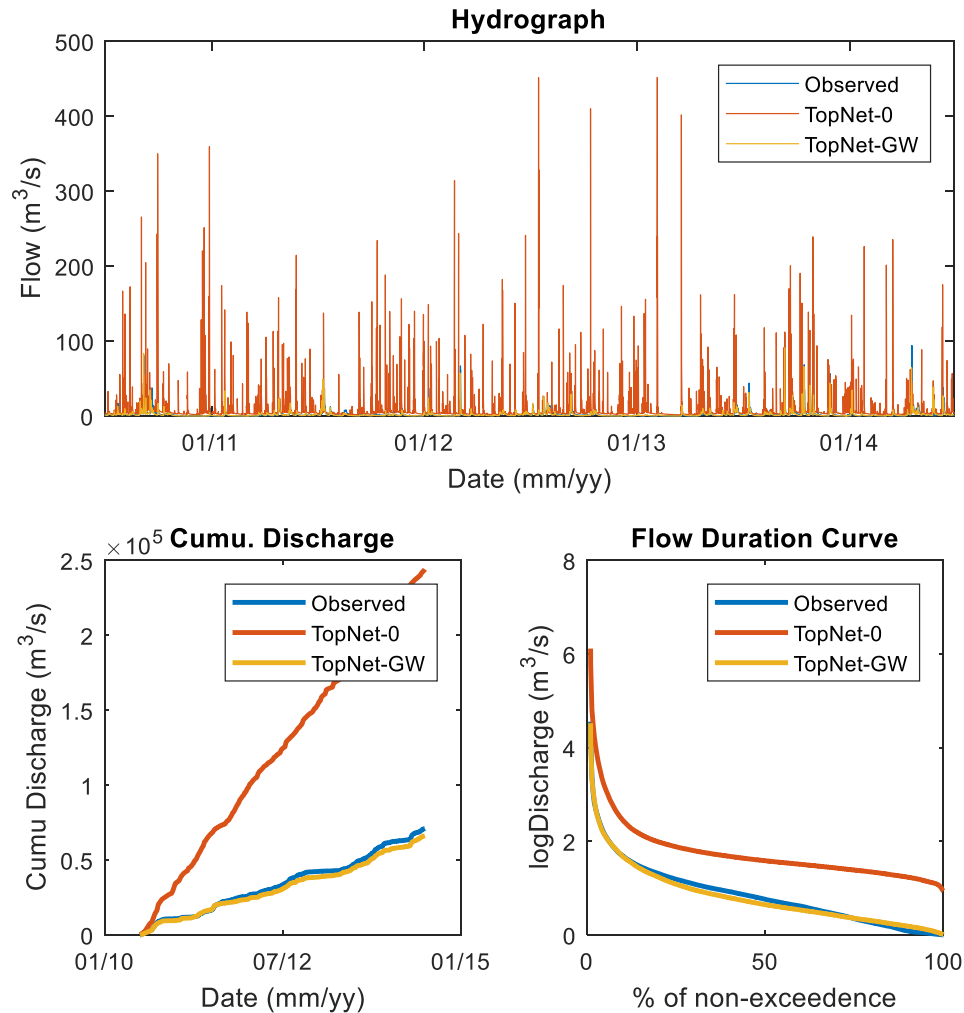 Hydrograph
500
400
300
200
100
0
Flow (m³/s)
Observed
TopNet-0
TopNet-GW
01/11
01/12
01/13
01/14
Date (mm/yy)
×10⁵ Cumu. Discharge
2.5
2
1.5
1
0.5
0
Cumu Discharge (m³/s)
Observed
TopNet-0
TopNet-GW
01/10
07/12
01/15
Date (mm/yy)
Flow Duration Curve
8
6
4
2
0
logDischarge (m³/s)
Observed
TopNet-0
TopNet-GW
0
50
100
% of non-exceedence